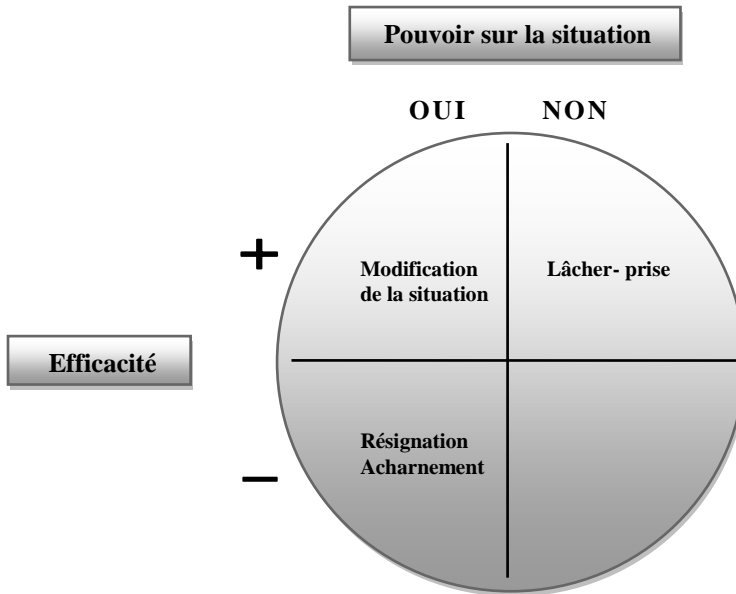 Pouvoir sur la situation
OUI NON
+
Modification
de la situation
Lâcher- prise
Efficacité
Résignation
Acharnement
−